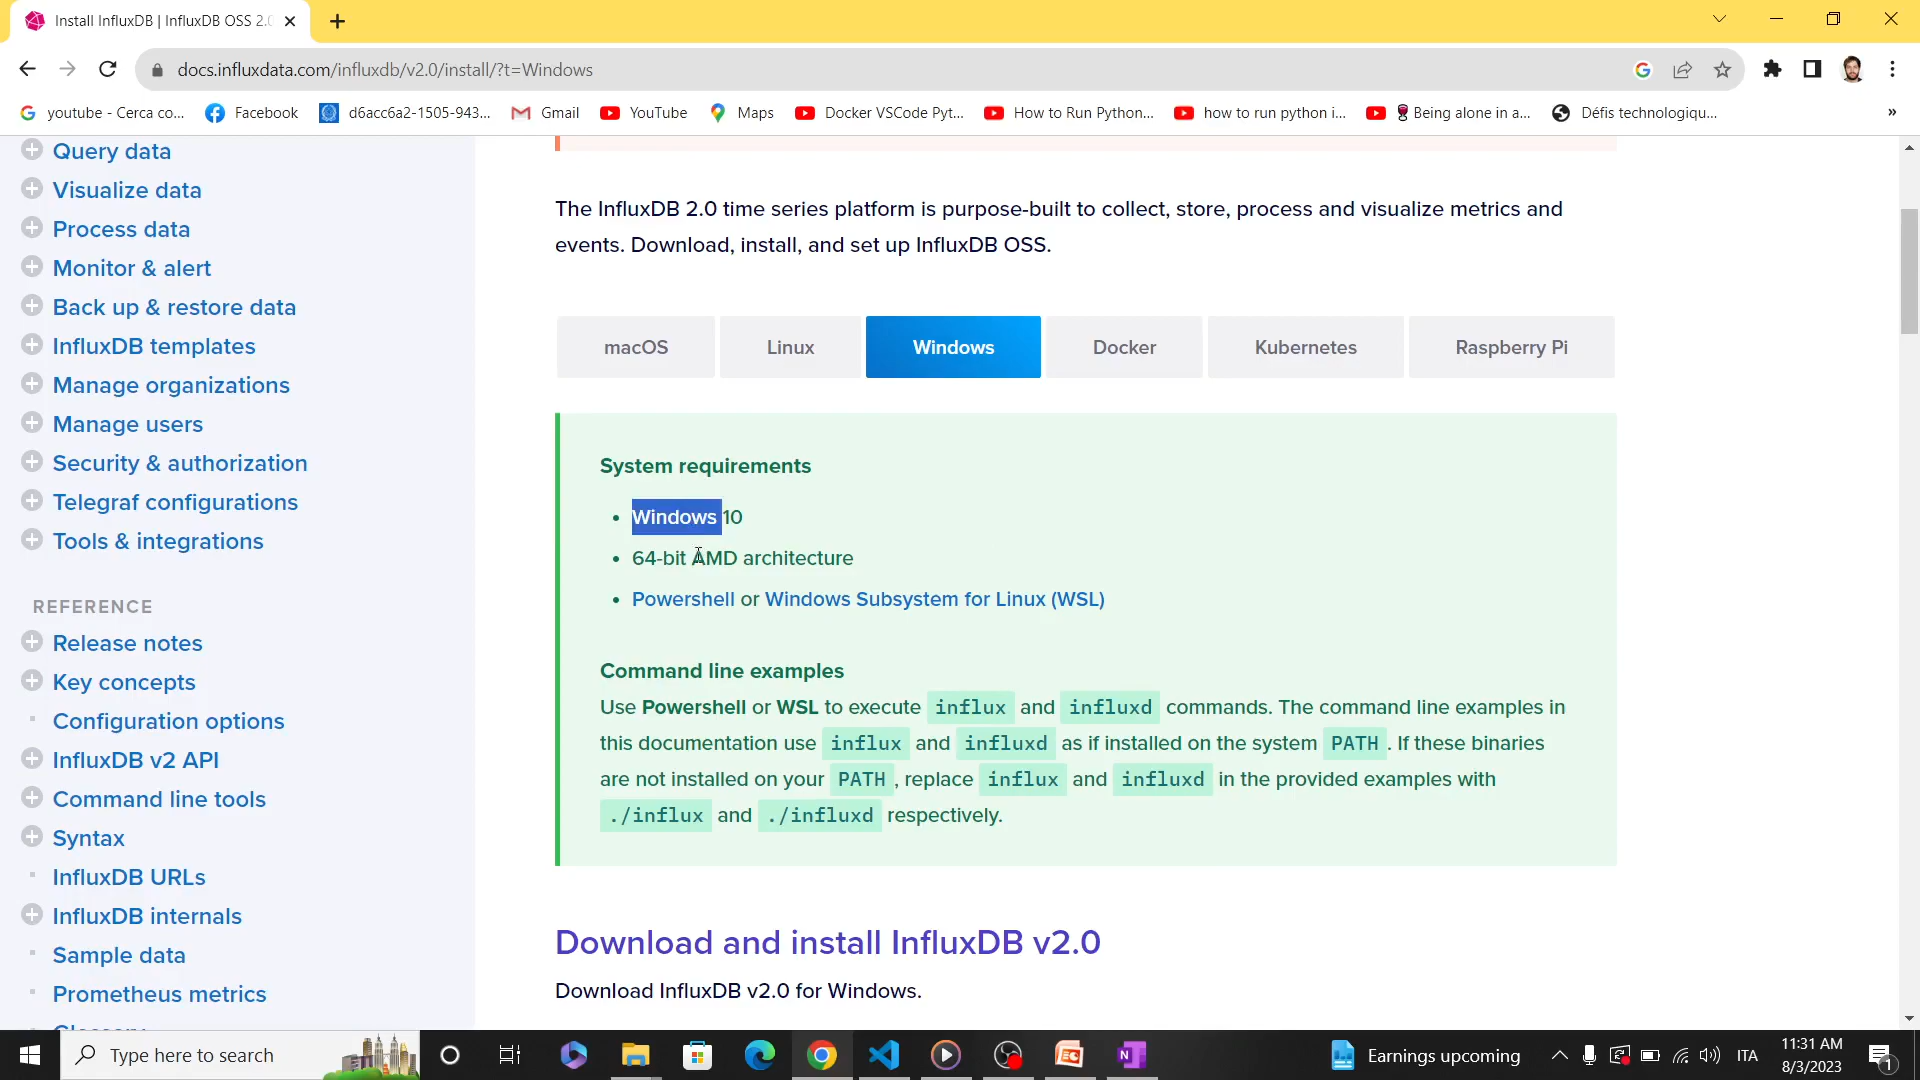 Install InfluxDB | InfluxDB OSS 2.0
docs.influxdata.com/influxdb/v2.0/install/?t=Windows
youtube - Cerca co...
Facebook
d6acc6a2-1505-943...
Gmail
YouTube
Maps
Docker VSCode Pyt...
How to Run Python...
how to run python i...
Being alone in a...
Défis technologiqu...
»
Query data
Visualize data
Process data
Monitor & alert
Back up & restore data
InfluxDB templates
Manage organizations
Manage users
Security & authorization
Telegraf configurations
Tools & integrations
REFERENCE
Release notes
Key concepts
Configuration options
InfluxDB v2 API
Command line tools
Syntax
InfluxDB URLs
InfluxDB internals
Sample data
Prometheus metrics
Glossary
The InfluxDB 2.0 time series platform is purpose-built to collect, store, process and visualize metrics and
events. Download, install, and set up InfluxDB OSS.
macOS
Linux
Windows
Docker
Kubernetes
Raspberry Pi
System requirements
• Windows 10
• 64-bit AMD architecture
• Powershell or Windows Subsystem for Linux (WSL)
Command line examples
Use Powershell or WSL to execute influx and influxd commands. The command line examples in
this documentation use influx and influxd as if installed on the system PATH . If these binaries
are not installed on your PATH , replace influx and influxd in the provided examples with
./influx and ./influxd respectively.
Download and install InfluxDB v2.0
Download InfluxDB v2.0 for Windows.
Type here to search
Earnings upcoming
ITA
11:31 AM
8/3/2023
1